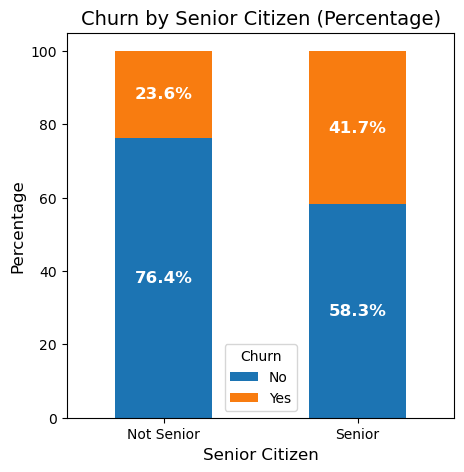 Churn by Senior Citizen (Percentage)
100
80
60
40
20
0
Percentage
23.6%
41.7%
76.4%
58.3%
Churn
No
Yes
Not Senior
Senior
Senior Citizen